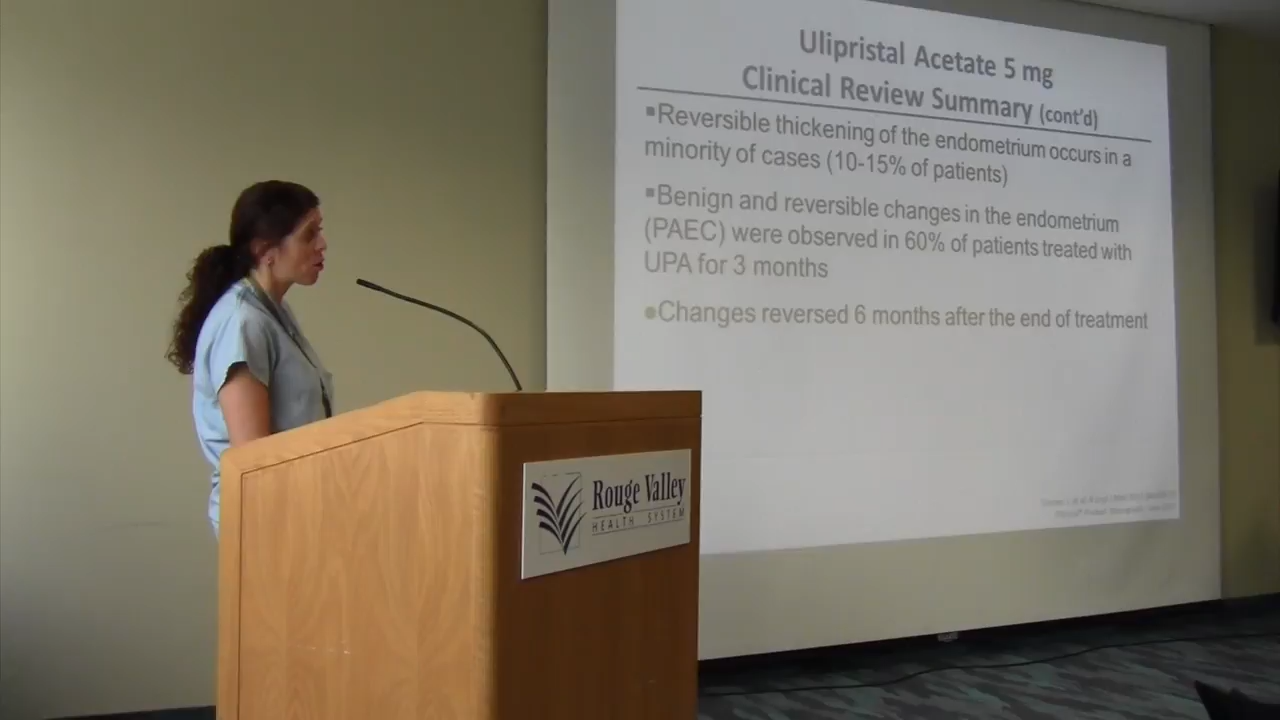 Ulipristal Acetate 5 mg
Clinical Review Summary (cont'd)
▪Reversible thickening of the endometrium occurs in a
minority of cases (10-15% of patients)
▪Benign and reversible changes in the endometrium
(PAEC) were observed in 60% of patients treated with
UPA for 3 months
●Changes reversed 6 months after the end of treatment
Rouge Valley
HEALTH SYSTEM